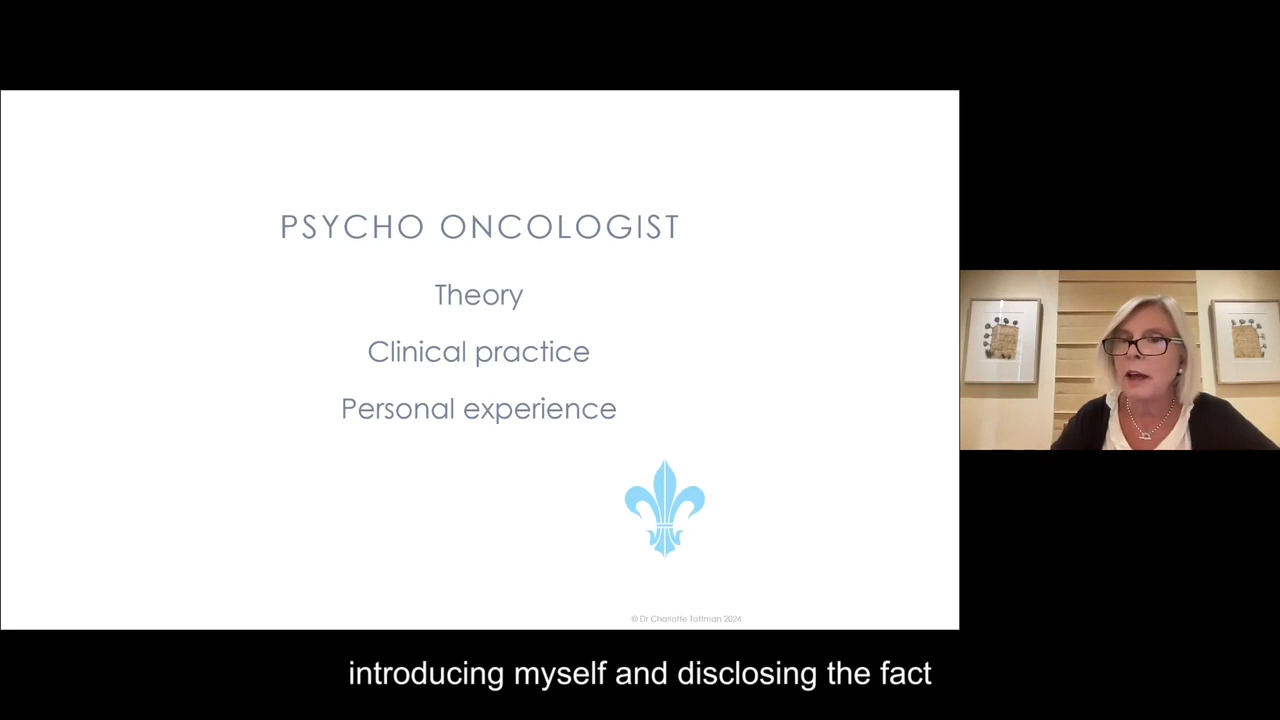 PSYCHO ONCOLOGIST
Theory
Clinical practice
Personal experience
© Dr Charlotte Tottman 2024
introducing myself and disclosing the fact